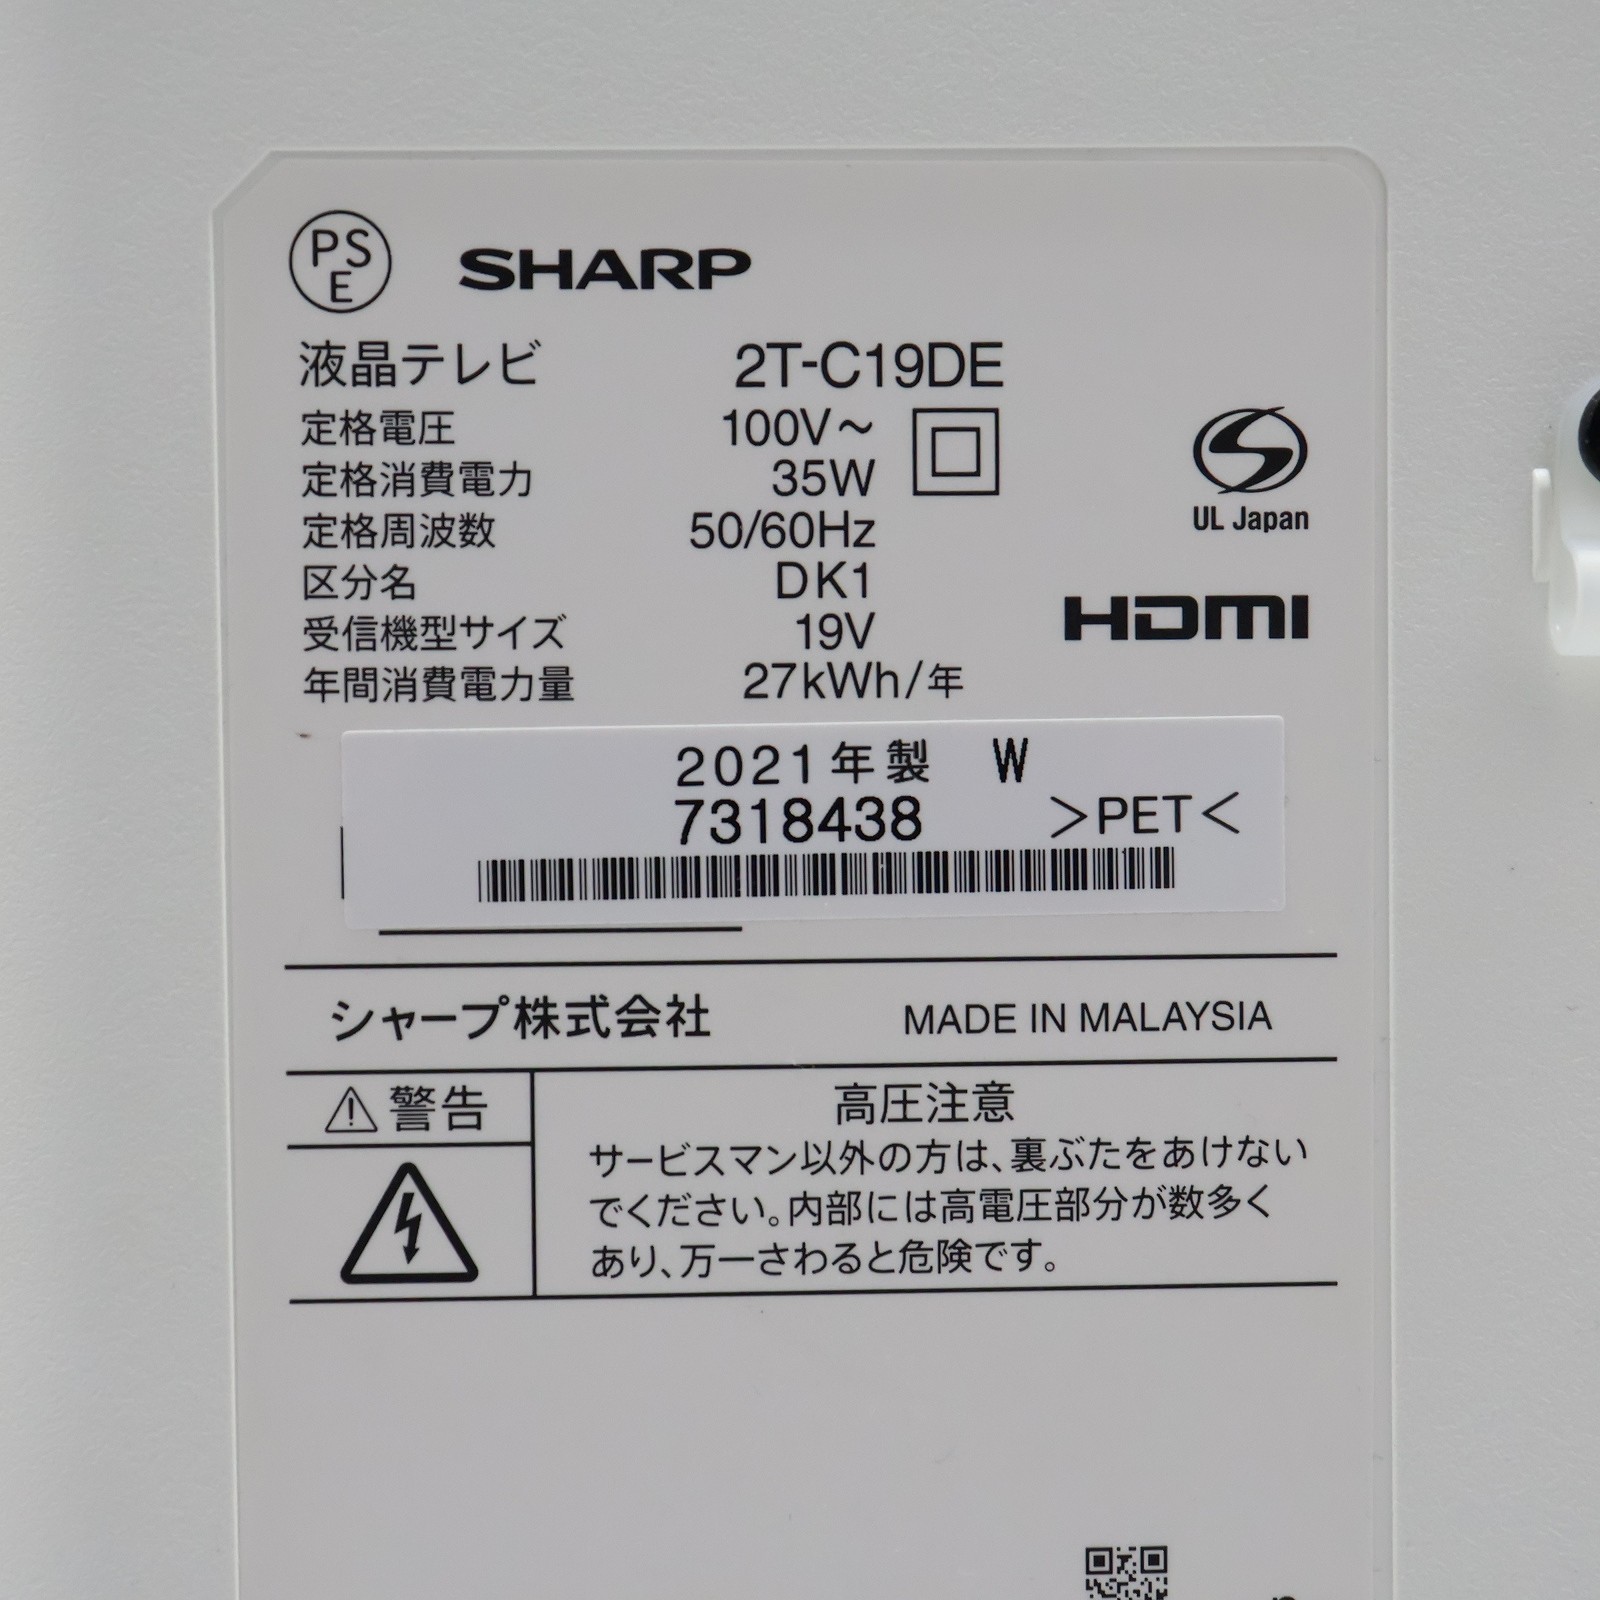 PS
E
SHARP
液晶テレビ 2T-C19DE
定格電圧 100V～
定格消費電力 35W
定格周波数 50/60Hz
区分名 DK1
受信機型サイズ 19V
年間消費電力量 27kWh/年
UL Japan
HDMI
2021年製 W
7318438 >PET<
シャープ株式会社 MADE IN MALAYSIA
⚠警告
高圧注意
サービスマン以外の方は、裏ぶたをあけない
でください。内部には高電圧部分が数多く
あり、万一さわると危険です。